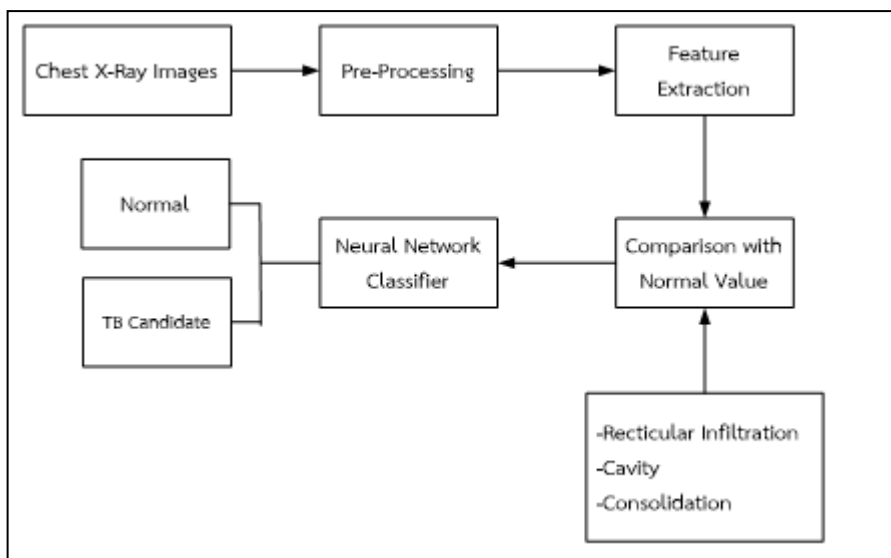 Chest X-Ray Images
Pre-Processing
Feature
Extraction
Normal
Neural Network
Classifier
Comparison with
Normal Value
TB Candidate
-Recticular Infiltration
-Cavity
-Consolidation